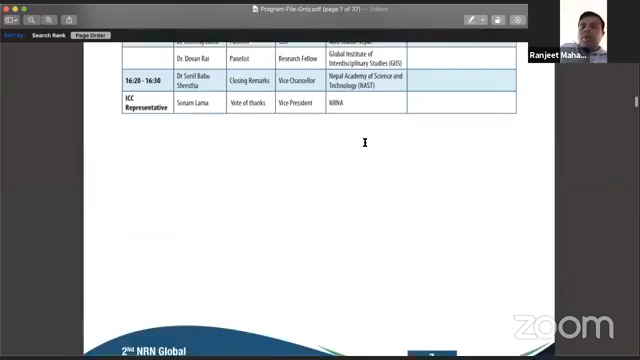 Program-File-Only.pdf (page 7 of 37) — Edited
Sort by: Search Rank Page Order
Ranjeet Maha...
Panelist
Dr. Dovan Rai Panelist Research Fellow Global Institute of
Interdisciplinary Studies (GIIS)
16:20 - 16:30 Dr Sunil Babu
Shrestha Closing Remarks Vice Chancellor Nepal Academy of Science and
Technology (NAST)
ICC
Representative Sonam Lama Vote of thanks Vice President NRNA
zoom
2Nd NRN Global
7